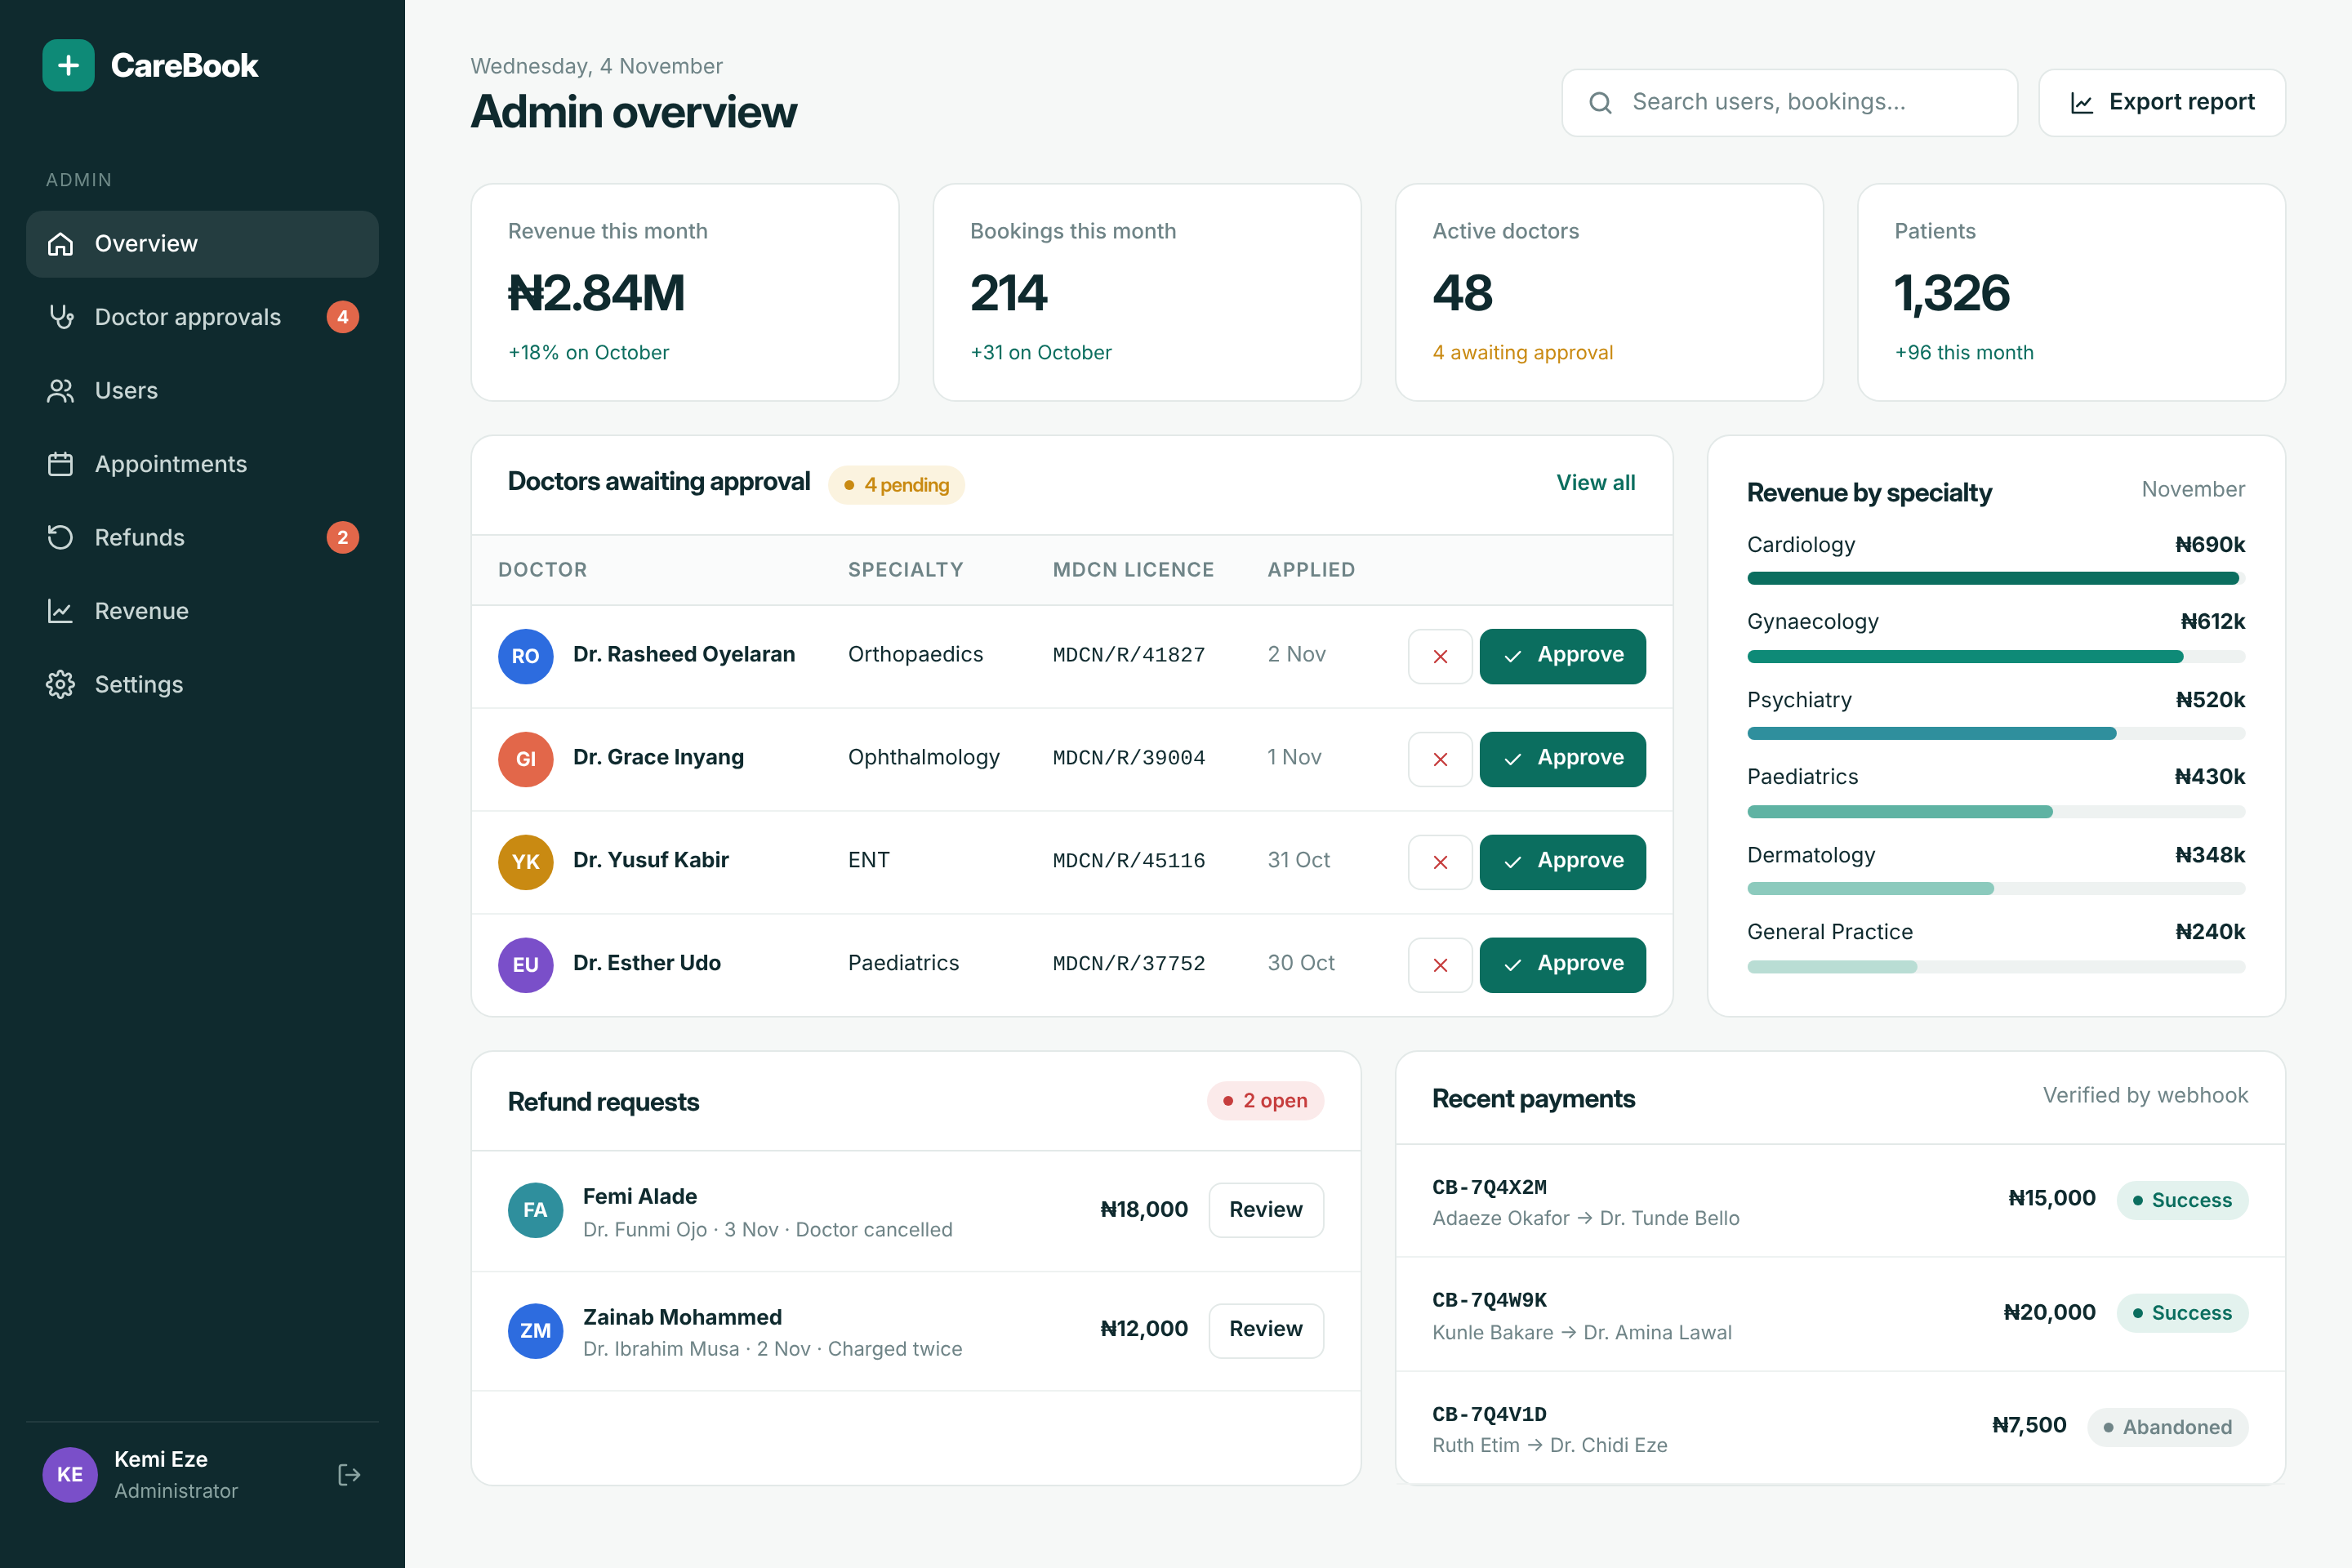 CareBook
ADMIN
Overview
Doctor approvals 4
Users
Appointments
Refunds 2
Revenue
Settings
KE Kemi Eze
Administrator
Wednesday, 4 November
Admin overview
Search users, bookings...
Export report
Revenue this month
₦2.84M
+18% on October
Bookings this month
214
+31 on October
Active doctors
48
4 awaiting approval
Patients
1,326
+96 this month
Doctors awaiting approval 4 pending View all
DOCTOR SPECIALTY MDCN LICENCE APPLIED
RO Dr. Rasheed Oyelaran Orthopaedics MDCN/R/41827 2 Nov Approve
GI Dr. Grace Inyang Ophthalmology MDCN/R/39004 1 Nov Approve
YK Dr. Yusuf Kabir ENT MDCN/R/45116 31 Oct Approve
EU Dr. Esther Udo Paediatrics MDCN/R/37752 30 Oct Approve
Revenue by specialty November
Cardiology ₦690k
Gynaecology ₦612k
Psychiatry ₦520k
Paediatrics ₦430k
Dermatology ₦348k
General Practice ₦240k
Refund requests 2 open
FA Femi Alade ₦18,000 Review
Dr. Funmi Ojo · 3 Nov · Doctor cancelled
ZM Zainab Mohammed ₦12,000 Review
Dr. Ibrahim Musa · 2 Nov · Charged twice
Recent payments Verified by webhook
CB-7Q4X2M ₦15,000 Success
Adaeze Okafor → Dr. Tunde Bello
CB-7Q4W9K ₦20,000 Success
Kunle Bakare → Dr. Amina Lawal
CB-7Q4V1D ₦7,500 Abandoned
Ruth Etim → Dr. Chidi Eze